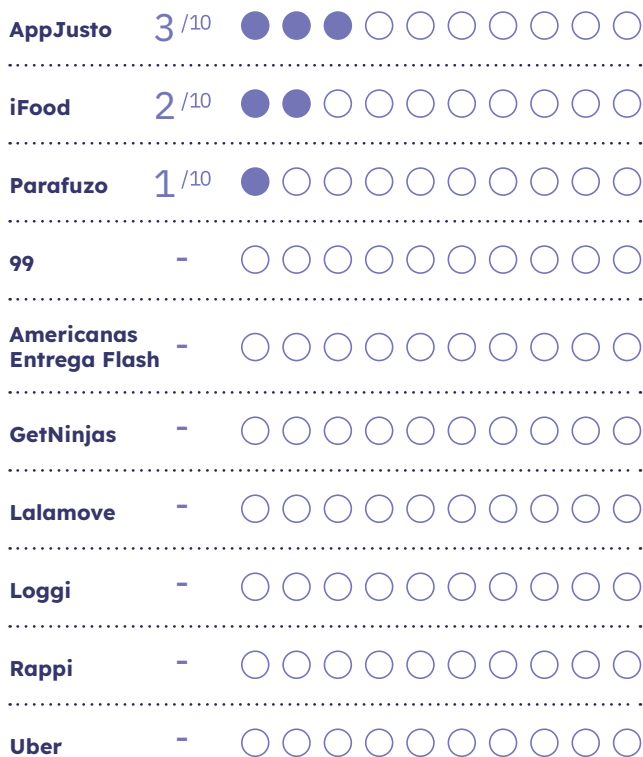 AppJusto 3 /10
iFood 2 /10
Parafuzo 1 /10
99 -
Americanas
Entrega Flash -
GetNinjas -
Lalamove -
Loggi -
Rappi -
Uber -